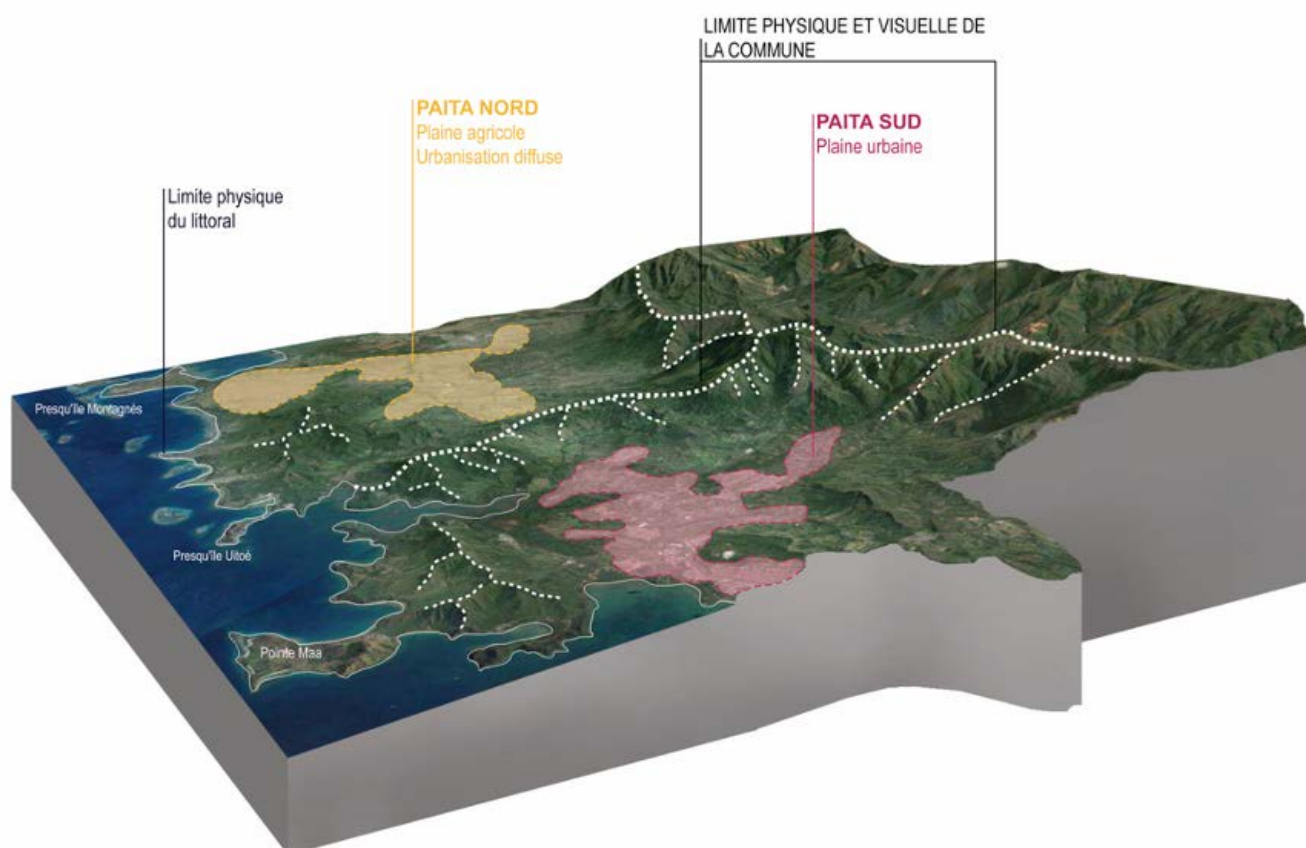 LIMITE PHYSIQUE ET VISUELLE DE
LA COMMUNE
PAITA NORD
Plaine agricole
Urbanisation diffuse
PAITA SUD
Plaine urbaine
Limite physique
du littoral
Presqu'île Montagnés
Presqu'île Uitoé
Pointe Maa